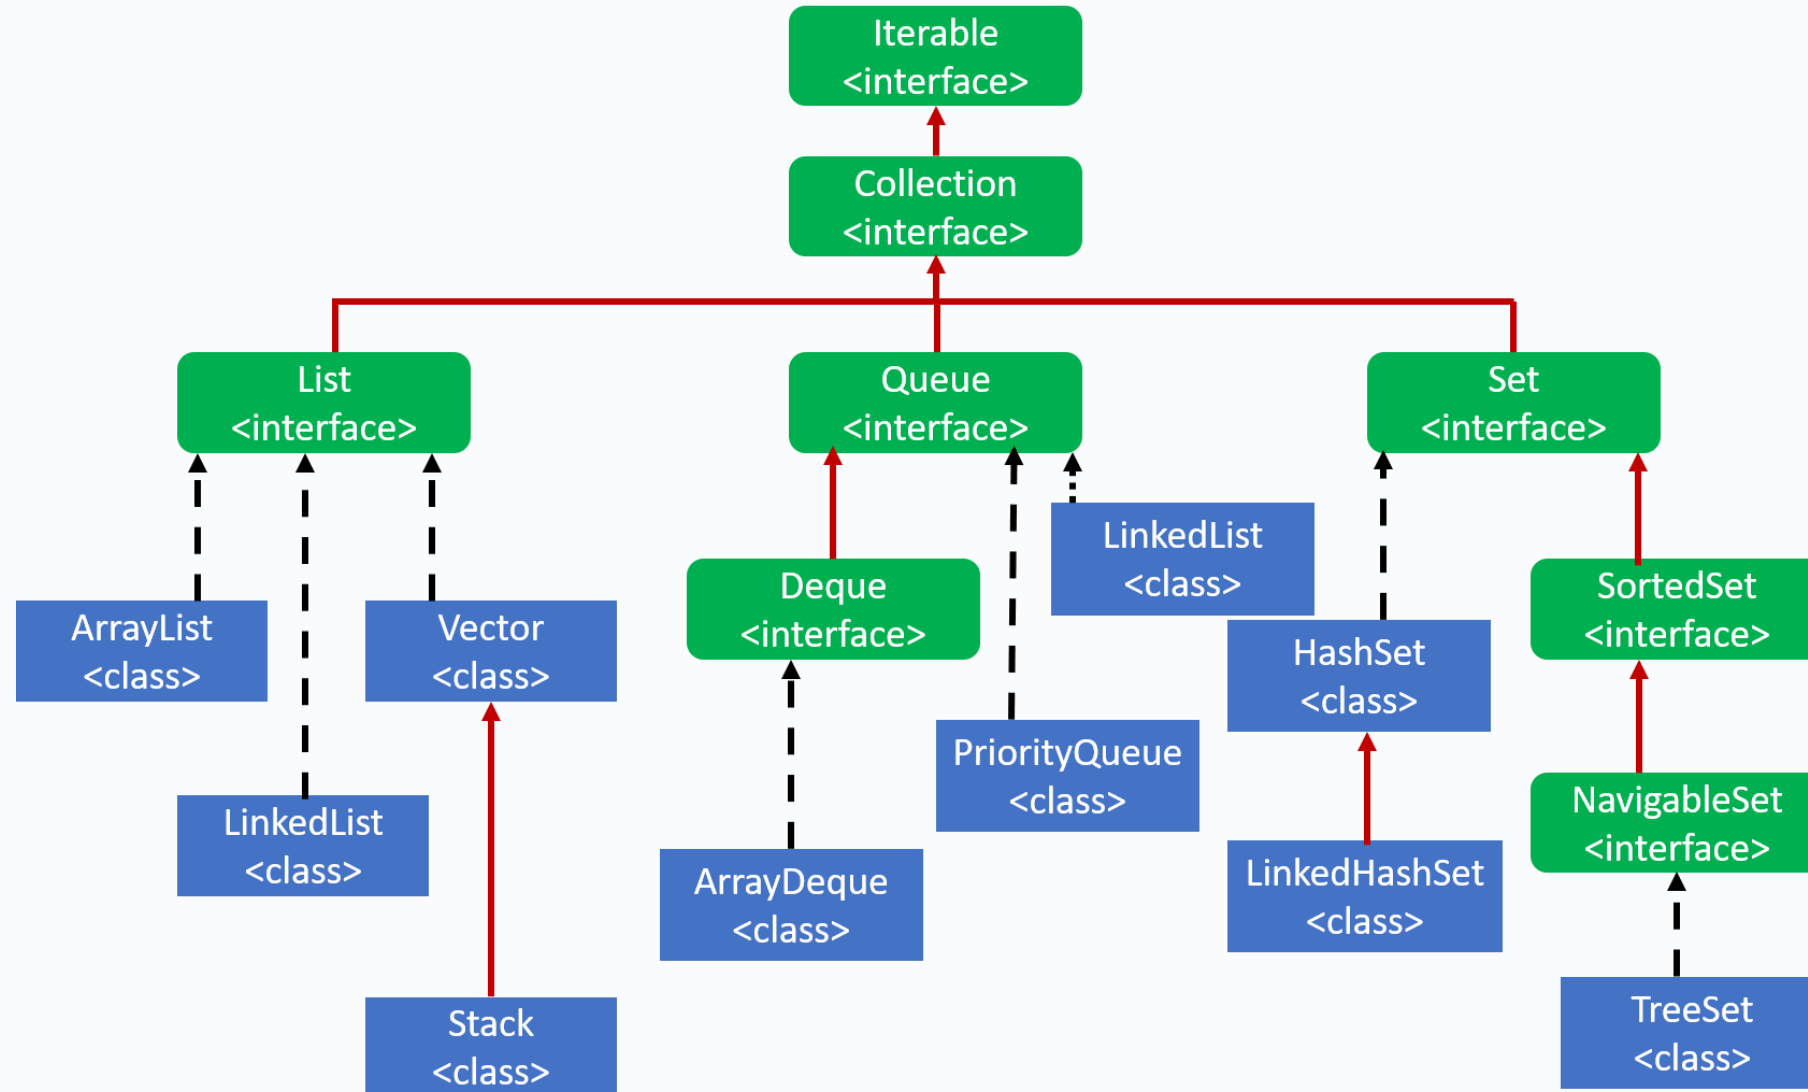 Iterable
<interface>
Collection
<interface>
List
<interface>
Queue
<interface>
Set
<interface>
LinkedList
<class>
Deque
<interface>
SortedSet
<interface>
ArrayList
<class>
Vector
<class>
HashSet
<class>
PriorityQueue
<class>
NavigableSet
<interface>
LinkedList
<class>
ArrayDeque
<class>
LinkedHashSet
<class>
TreeSet
<class>
Stack
<class>